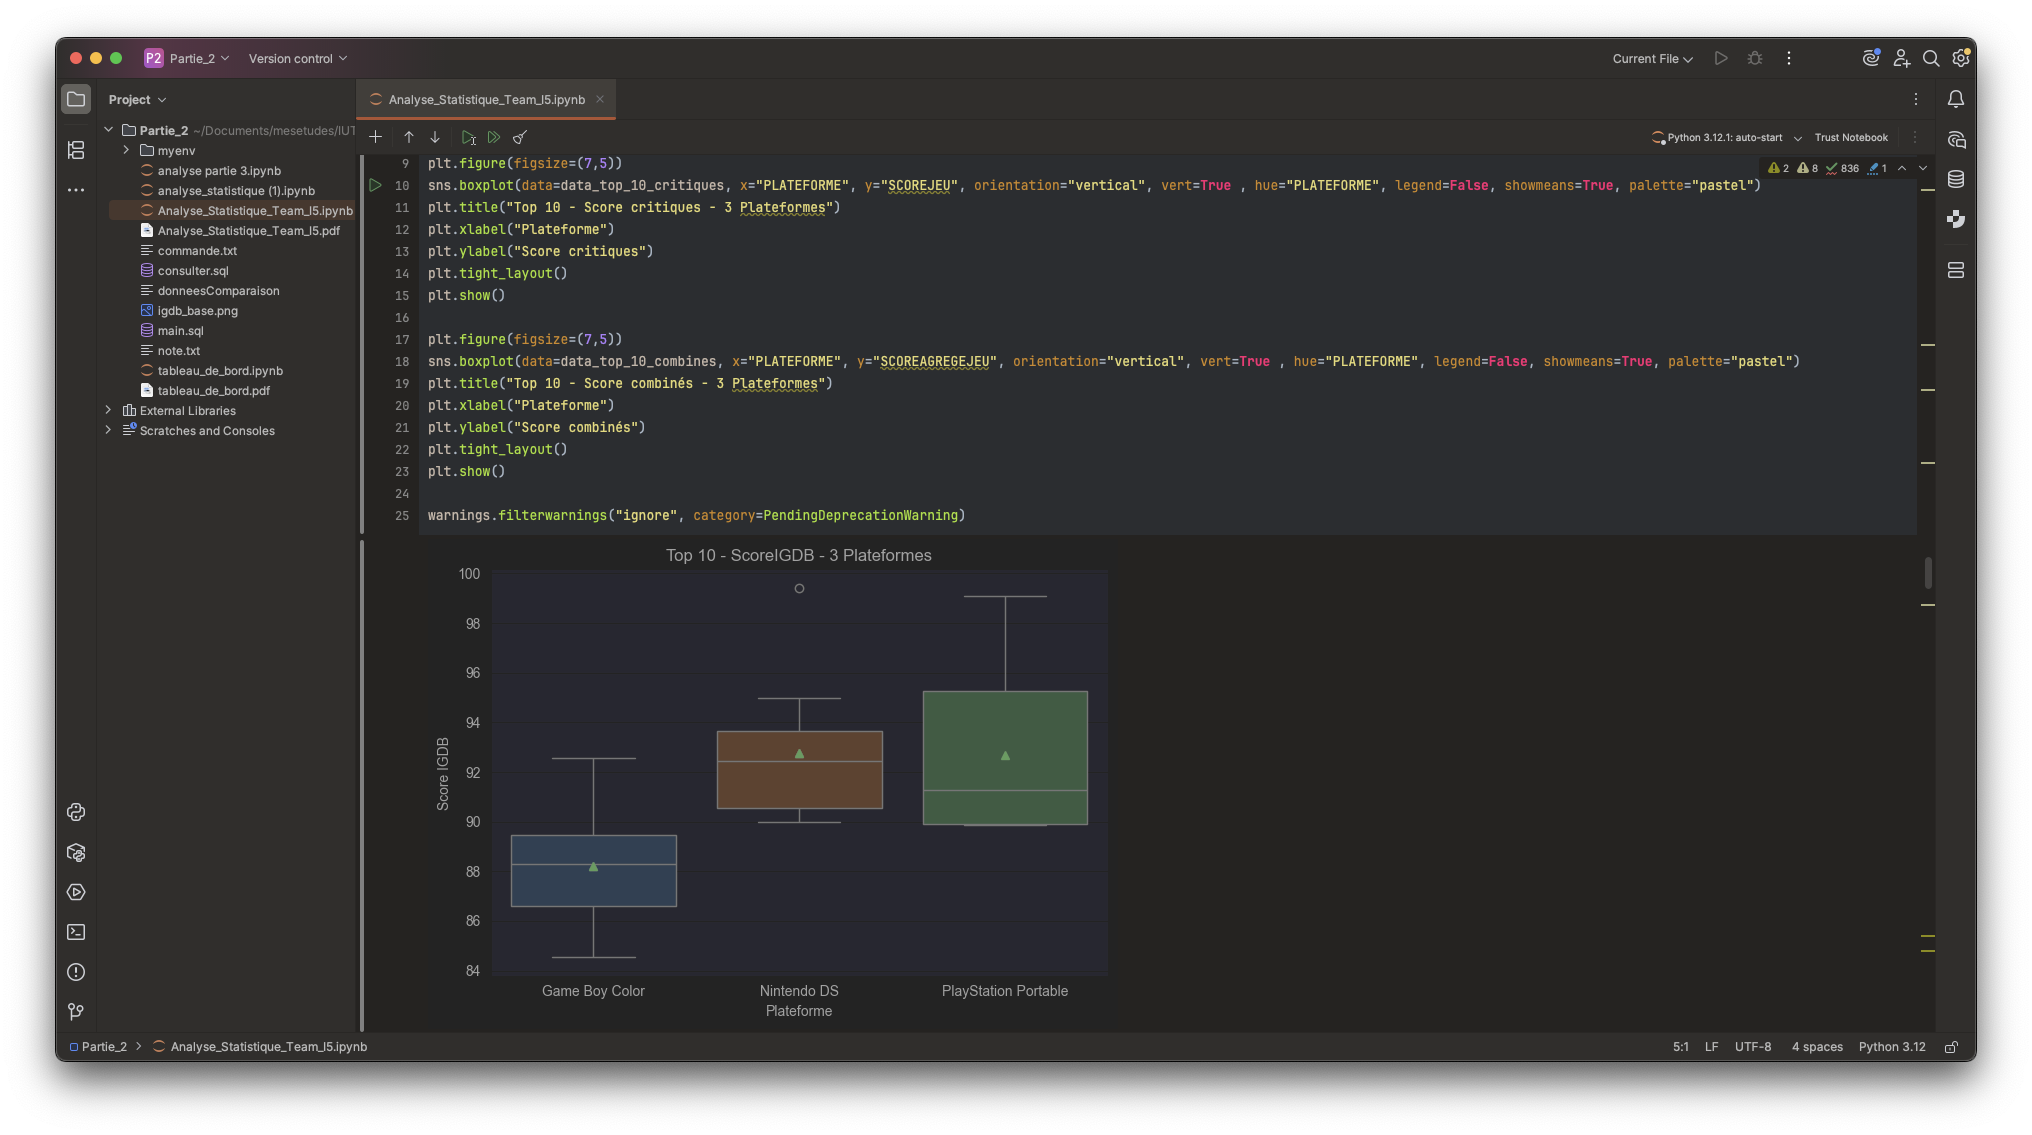 P2 Partie_2 Version control Current File
Project Analyse_Statistique_Team_I5.ipynb
Partie_2 ~/Documents/mesetudes/IUT
myenv
analyse partie 3.ipynb
analyse_statistique (1).ipynb
Analyse_Statistique_Team_I5.ipynb
Analyse_Statistique_Team_I5.pdf
commande.txt
consulter.sql
donneesComparaison
igdb_base.png
main.sql
note.txt
tableau_de_bord.ipynb
tableau_de_bord.pdf
External Libraries
Scratches and Consoles
Python 3.12.1: auto-start Trust Notebook
2 8 836 1
9 plt.figure(figsize=(7,5))
10 sns.boxplot(data=data_top_10_critiques, x="PLATEFORME", y="SCOREJEU", orientation="vertical", vert=True , hue="PLATEFORME", legend=False, showmeans=True, palette="pastel")
11 plt.title("Top 10 - Score critiques - 3 Plateformes")
12 plt.xlabel("Plateforme")
13 plt.ylabel("Score critiques")
14 plt.tight_layout()
15 plt.show()
16
17 plt.figure(figsize=(7,5))
18 sns.boxplot(data=data_top_10_combines, x="PLATEFORME", y="SCOREAGREGEJEU", orientation="vertical", vert=True , hue="PLATEFORME", legend=False, showmeans=True, palette="pastel")
19 plt.title("Top 10 - Score combinés - 3 Plateformes")
20 plt.xlabel("Plateforme")
21 plt.ylabel("Score combinés")
22 plt.tight_layout()
23 plt.show()
24
25 warnings.filterwarnings("ignore", category=PendingDeprecationWarning)
Top 10 - ScoreIGDB - 3 Plateformes
100
98
96
94
92
90
88
86
84
Score IGDB
Game Boy Color Nintendo DS PlayStation Portable
Plateforme
Partie_2 > Analyse_Statistique_Team_I5.ipynb 5:1 LF UTF-8 4 spaces Python 3.12